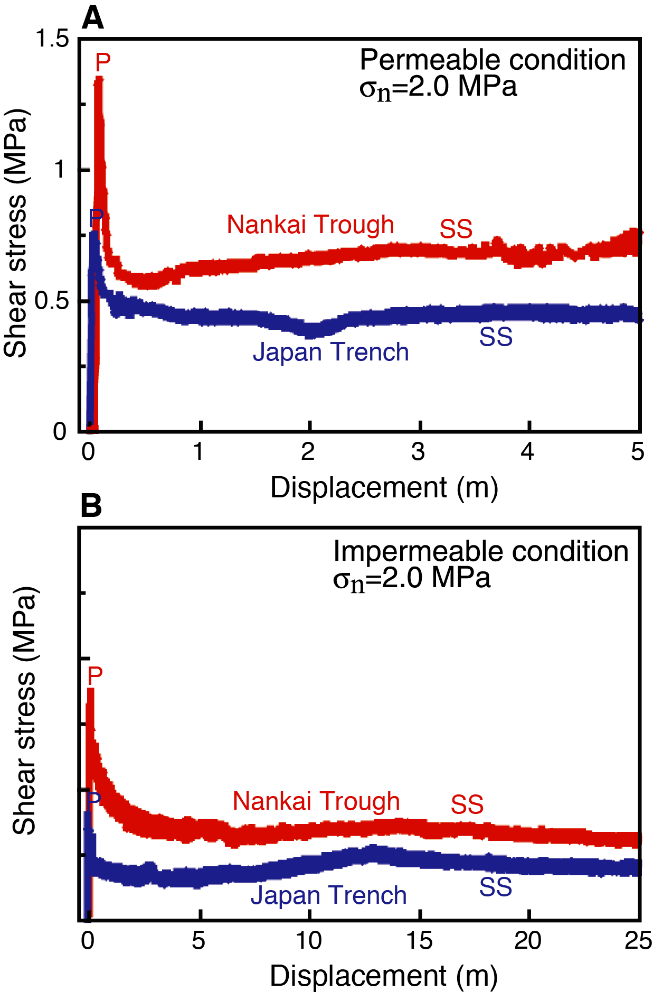 A
1.5
P
Permeable condition
σn=2.0 MPa
1
P
Nankai Trough
SS
0.5
Japan Trench
SS
0
Shear stress (MPa)
0 1 2 3 4 5
Displacement (m)
B
Impermeable condition
σn=2.0 MPa
P
P
Nankai Trough
SS
Japan Trench
SS
Shear stress (MPa)
0 5 10 15 20 25
Displacement (m)